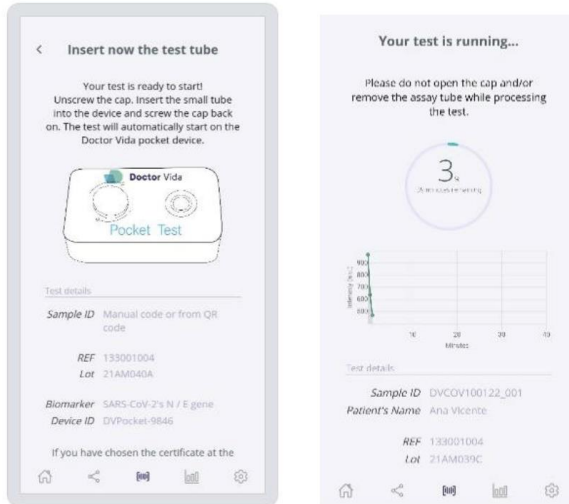 Insert now the test tube
Your test is ready to start!
Unscrew the cap. Insert the small tube
into the device and screw the cap back
on. The test will automatically start on the
Doctor Vida pocket device.
Doctor Vida
Pocket Test
Test details
Sample ID Manual code or from QR
code
REF 133001004
Lot 21AM040A
Biomarker SARS-CoV-2's N / E gene
Device ID DVPocket-9846
If you have chosen the certificate at the
Your test is running...
Please do not open the cap and/or
remove the assay tube while processing
the test.
3%
minutes remaining
900
800
700
600
10 20 30 40
Minutes
Test details
Sample ID DVCOV100122_001
Patient's Name Ana Vicente
REF 133001004
Lot 21AM039C